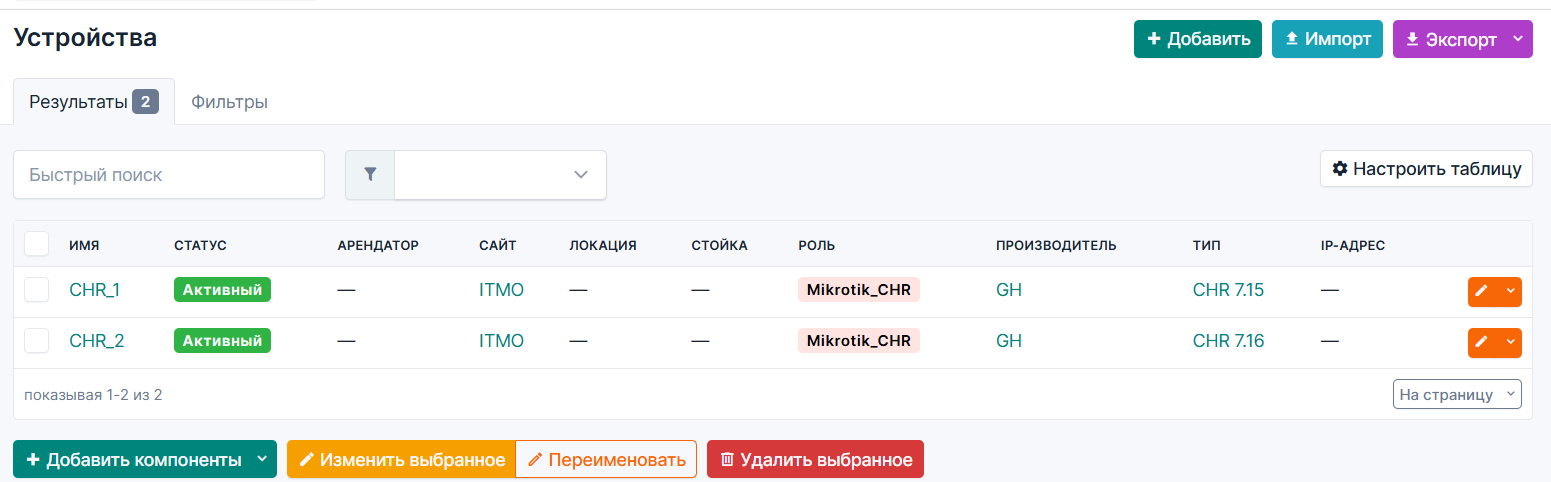 Устройства
Добавить Импорт Экспорт
Результаты 2 Фильтры
Быстрый поиск
Настроить таблицу
ИМЯ СТАТУС АРЕНДАТОР САЙТ ЛОКАЦИЯ СТОЙКА РОЛЬ ПРОИЗВОДИТЕЛЬ ТИП IP-АДРЕС
CHR_1 Активный — ITMO — — Mikrotik_CHR GH CHR 7.15 —
CHR_2 Активный — ITMO — — Mikrotik_CHR GH CHR 7.16 —
показывая 1-2 из 2 На страницу
Добавить компоненты Изменить выбранное Переименовать Удалить выбранное